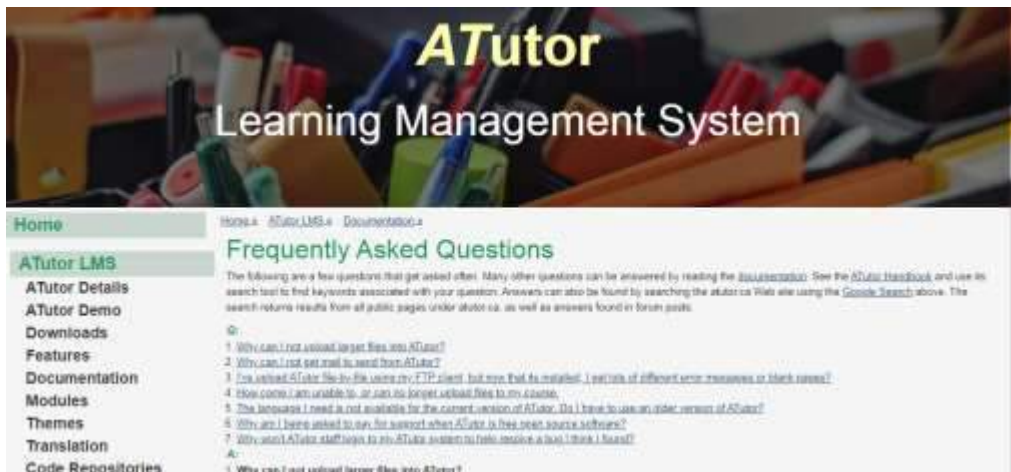 ATutor
Learning Management System
Home
ATutor LMS
ATutor Details
ATutor Demo
Downloads
Features
Documentation
Modules
Themes
Translation
Code Repositories
Home » ATutor LMS » Documentation »
Frequently Asked Questions
The following are a few questions that get asked often. Many other questions can be answered by reading the documentation. See the ATutor Handbook and use its
search tool to find keywords associated with your question. Answers can also be found by searching the atutor.ca Web site using the Google Search above. The
search returns results from all public pages under atutor.ca, as well as answers found in forum posts.
Q:
1. Why can I not upload larger files into ATutor?
2. Why can I not get mail to send from ATutor?
3. I've upload ATutor file-by-file using my FTP client, but now that its installed, I get lots of different error messages or blank pages?
4. How come I am unable to, or can no longer upload files to my course.
5. The language I need is not available for the current version of ATutor. Do I have to use an older version of ATutor?
6. Why am I being asked to pay for support when ATutor is free open source software?
7. Why won't ATutor staff login to my ATutor system to help resolve a bug I think I found?
A:
1. Why can I not upload larger files into ATutor?